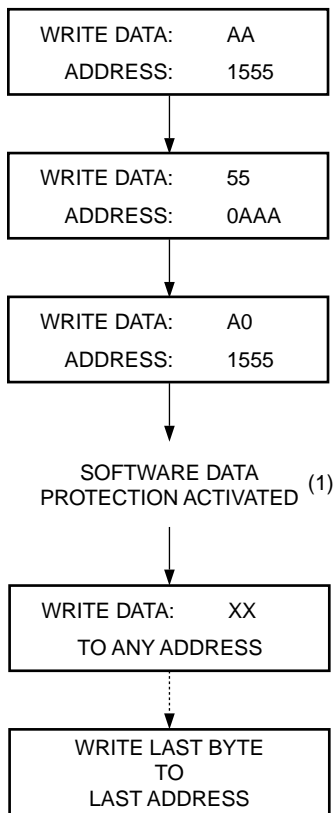 WRITE DATA: AA
ADDRESS: 1555
WRITE DATA: 55
ADDRESS: 0AAA
WRITE DATA: A0
ADDRESS: 1555
SOFTWARE DATA
PROTECTION ACTIVATED (1)
WRITE DATA: XX
TO ANY ADDRESS
WRITE LAST BYTE
TO
LAST ADDRESS